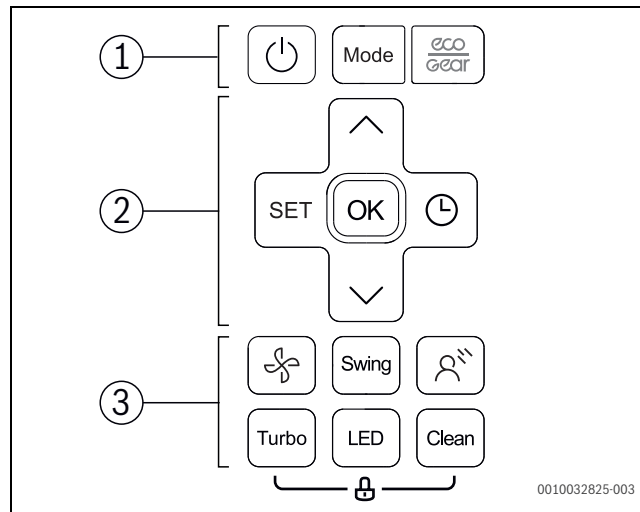 1
Mode
eco
Gear
2
SET
OK
3
Swing
Turbo
LED
Clean
0010032825-003